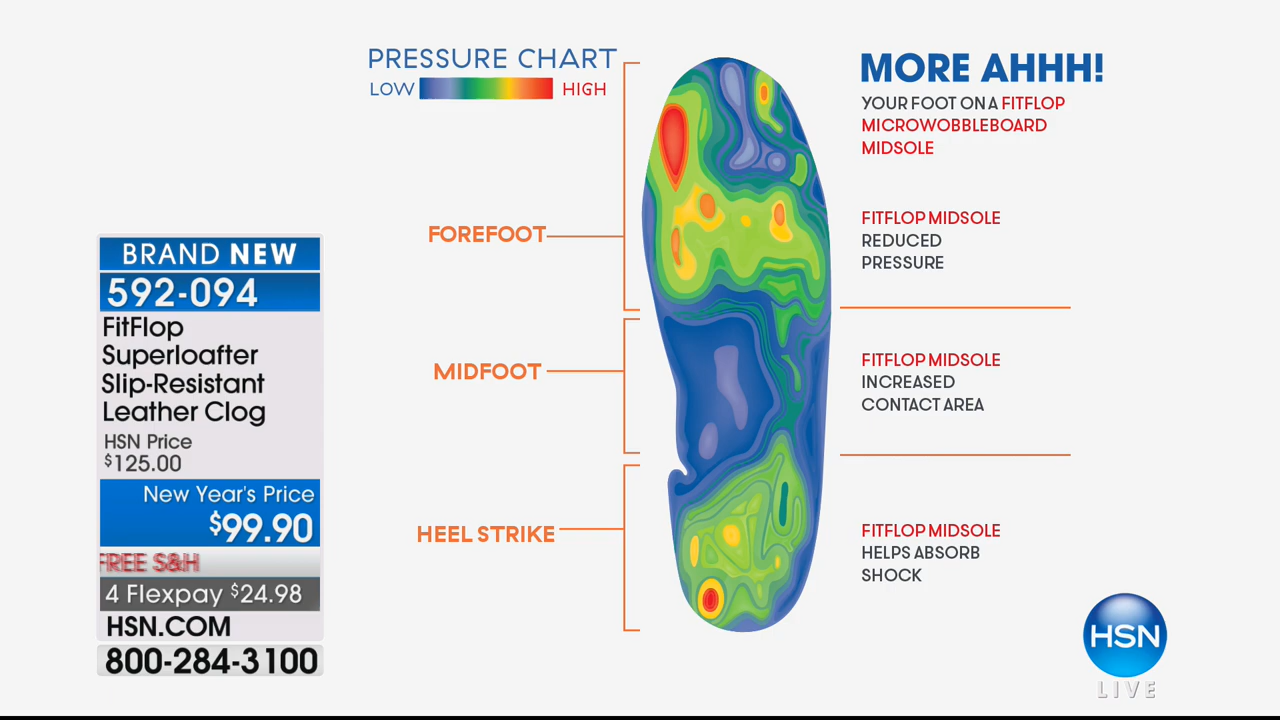 PRESSURE CHART
LOW
HIGH
MORE AHHH!
YOUR FOOT ON A FITFLOP
MICROWOBBLEBOARD
MIDSOLE
FOREFOOT
FITFLOP MIDSOLE
REDUCED
PRESSURE
MIDFOOT
FITFLOP MIDSOLE
INCREASED
CONTACT AREA
HEEL STRIKE
FITFLOP MIDSOLE
HELPS ABSORB
SHOCK
BRAND NEW
592-094
FitFlop
Superloafter
Slip-Resistant
Leather Clog
HSN Price
$125.00
New Year's Price
$99.90
FREE S&H
4 Flexpay $24.98
HSN.COM
800-284-3100
HSN
LIVE